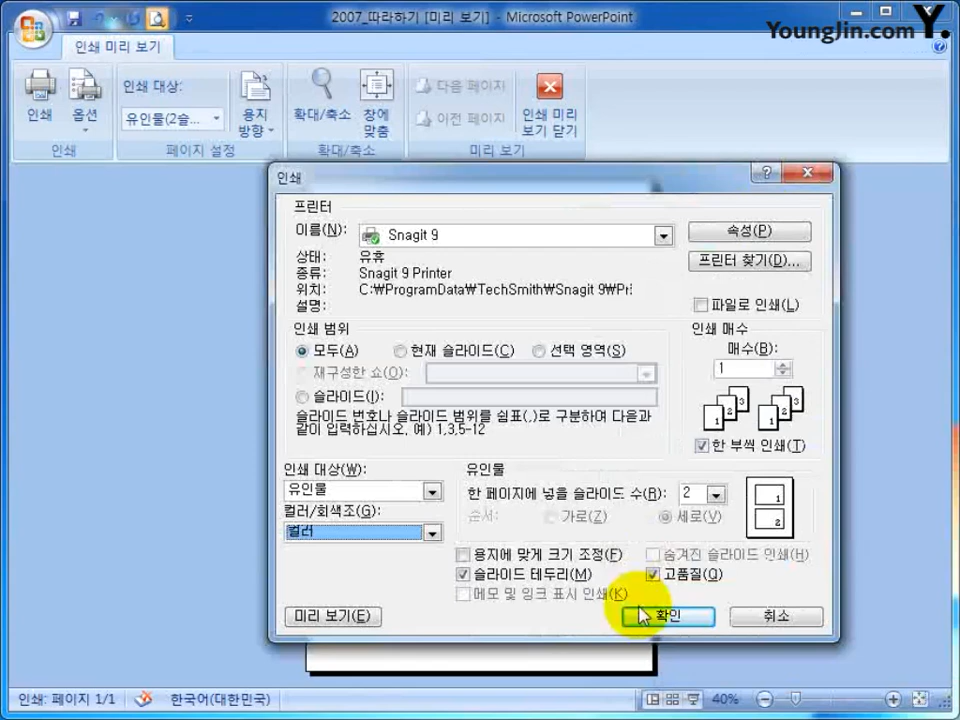 2007_따라하기 [미리 보기] - Microsoft PowerPoint
YoungJin.com Y.
인쇄 미리 보기
인쇄
옵션
인쇄 대상:
유인물(2슬...
용지 방향
확대/축소
창에 맞춤
다음 페이지
이전 페이지
인쇄 미리 보기 닫기
인쇄
페이지 설정
확대/축소
미리 보기
인쇄
프린터
이름(N): Snagit 9
속성(P)
상태: 유휴
프린터 찾기(D)...
종류: Snagit 9 Printer
위치: C:₩ProgramData₩TechSmith₩Snagit 9₩Pr
설명:
파일로 인쇄(L)
인쇄 범위
인쇄 매수
모두(A) 현재 슬라이드(C) 선택 영역(S)
매수(B):
1
재구성한 쇼(O):
슬라이드(I):
슬라이드 번호나 슬라이드 범위를 쉼표(,)로 구분하여 다음과
같이 입력하십시오. 예) 1,3,5-12
1 2 3 1 2 3
한 부씩 인쇄(T)
인쇄 대상(W):
유인물
유인물
한 페이지에 넣을 슬라이드 수(R): 2
컬러/회색조(G):
순서: 가로(Z) 세로(V)
1
2
컬러
용지에 맞게 크기 조정(F) 숨겨진 슬라이드 인쇄(H)
슬라이드 테두리(M) 고품질(Q)
메모 및 잉크 표시 인쇄(K)
미리 보기(E) 확인 취소
인쇄: 페이지 1/1 한국어(대한민국) 40%